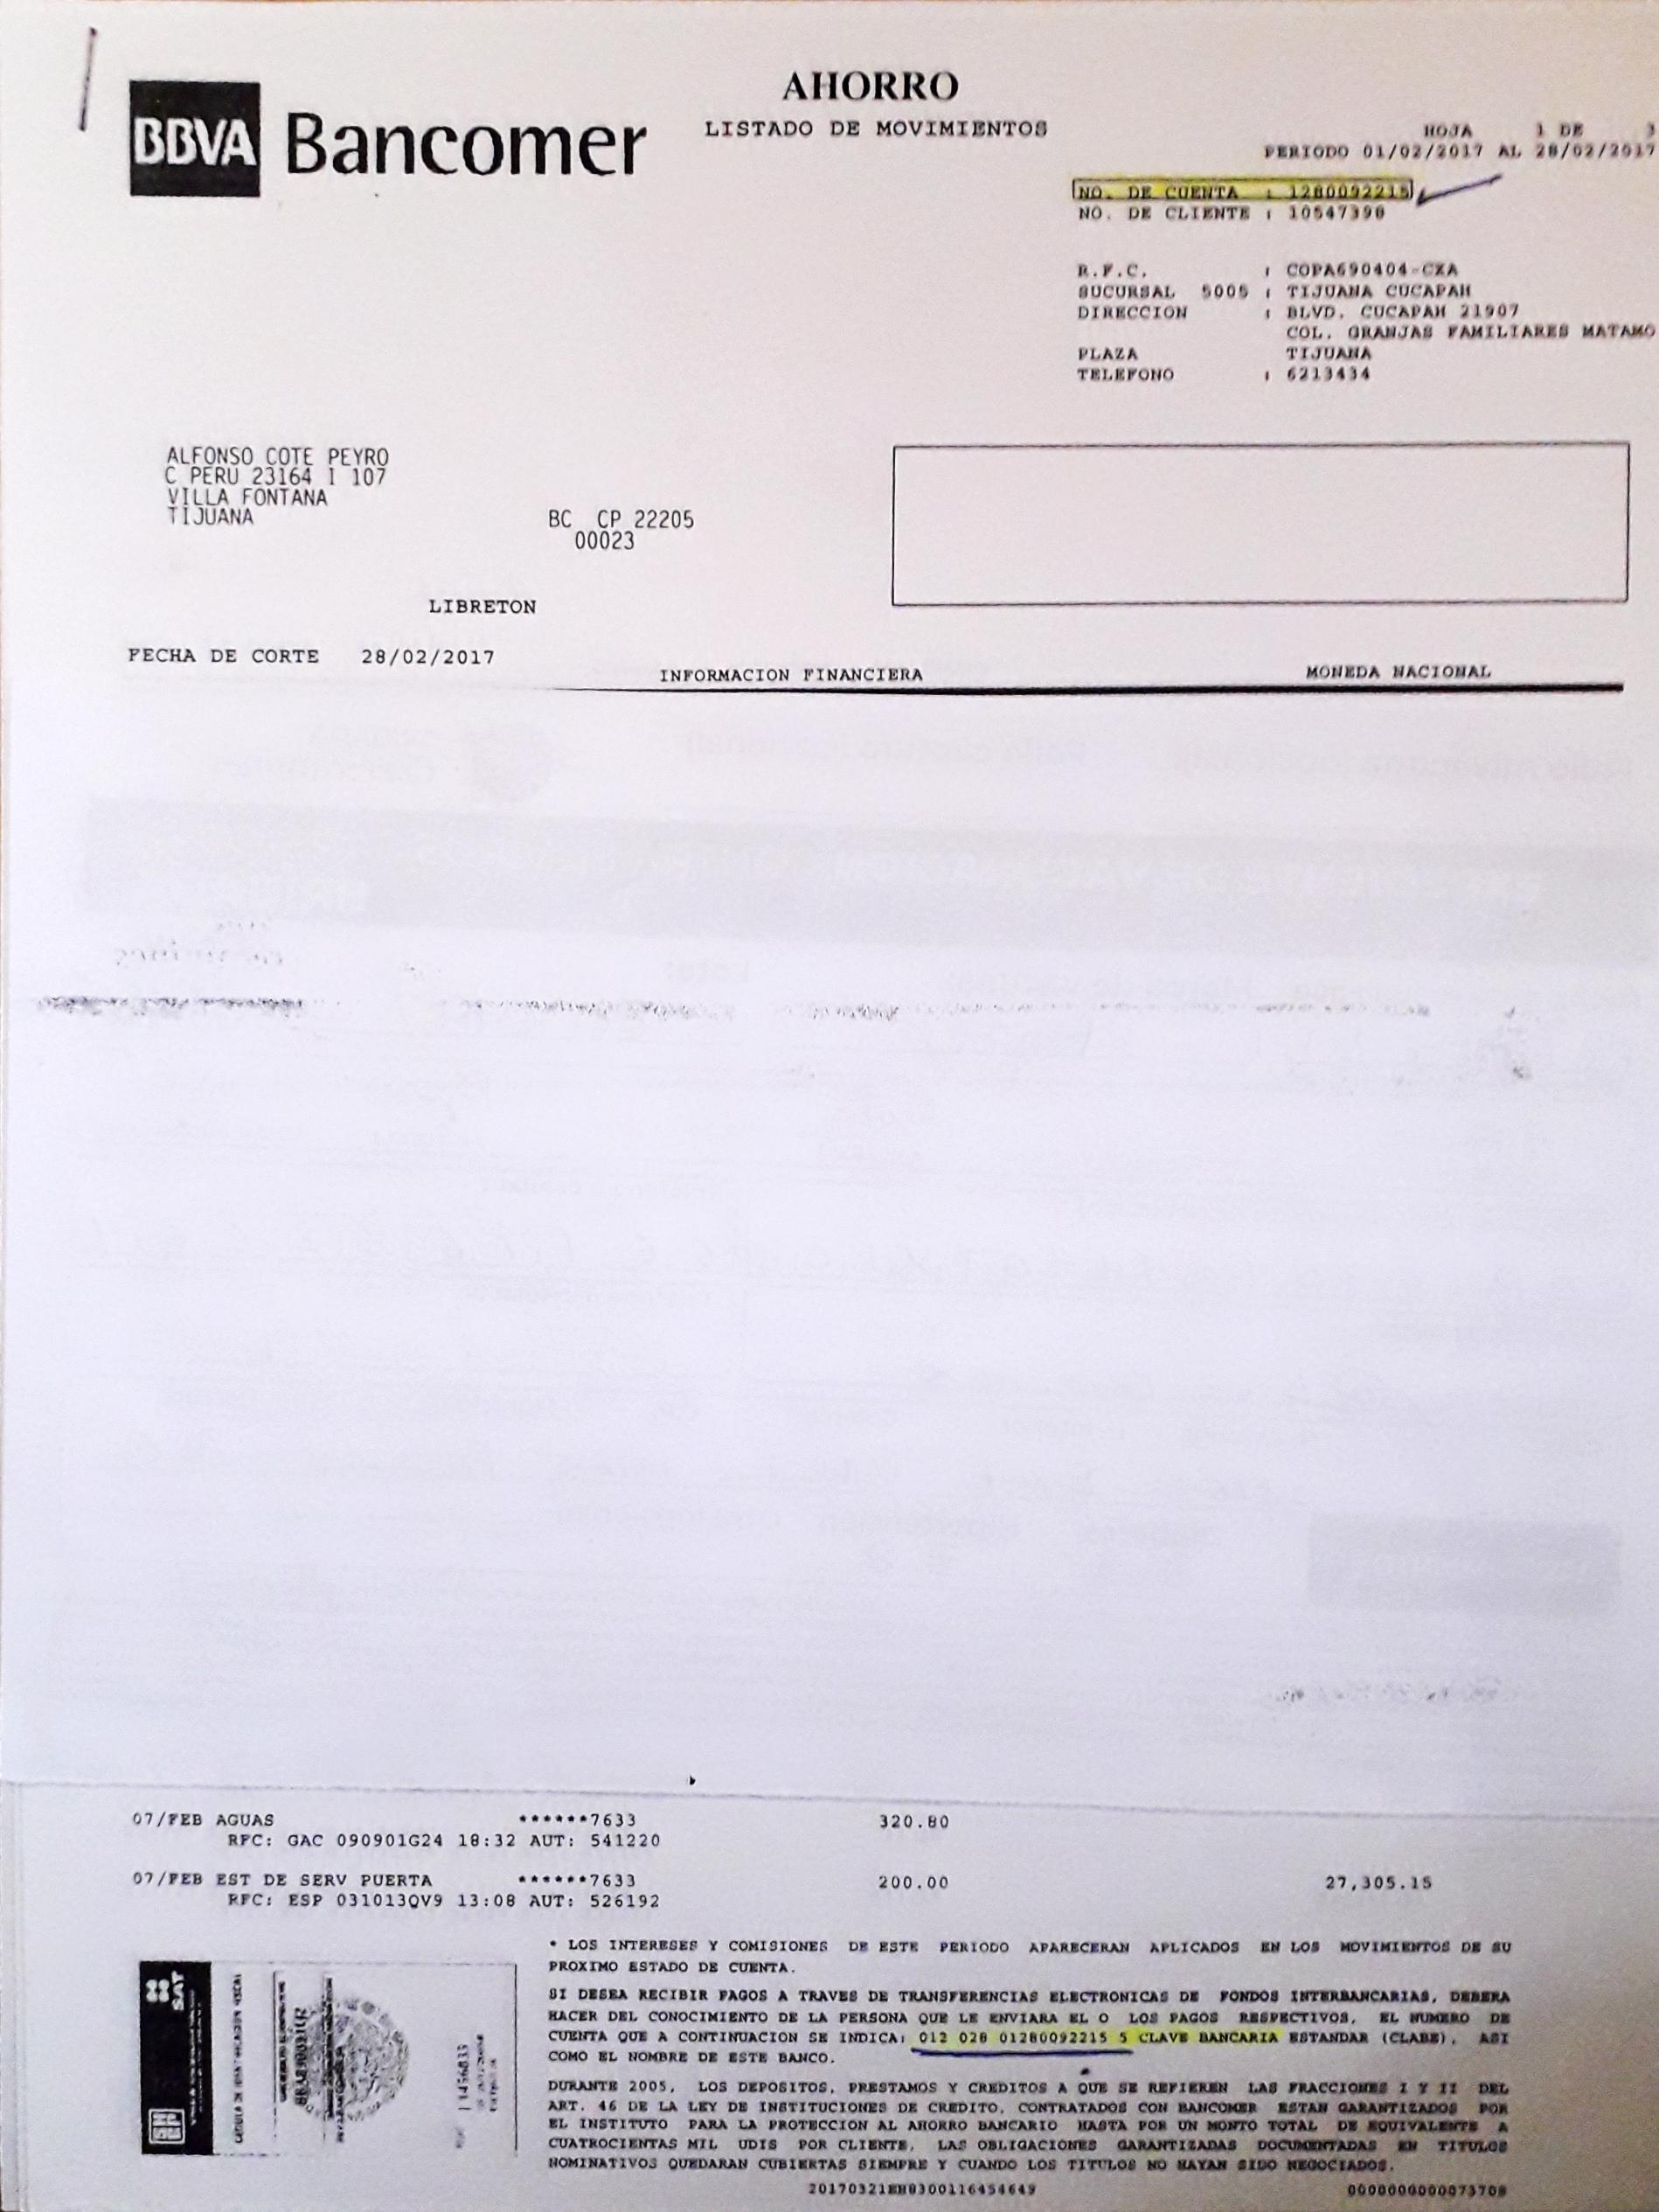 AHORRO
BBVA Bancomer
LISTADO DE MOVIMIENTOS
HOJA 1 DE 3
PERIODO 01/02/2017 AL 28/02/2017
NO. DE CUENTA : 1280092215
NO. DE CLIENTE : 10547398
R.F.C. : COPA690404-CXA
SUCURSAL 5005 : TIJUANA CUCAPAH
DIRECCION : BLVD. CUCAPAH 21907
COL. GRANJAS FAMILIARES MATAMO
PLAZA TIJUANA
TELEFONO : 6213434
ALFONSO COTE PEYRO
C PERU 23164 I 107
VILLA FONTANA
TIJUANA BC CP 22205
00023
LIBRETON
FECHA DE CORTE 28/02/2017
INFORMACION FINANCIERA MONEDA NACIONAL
07/FEB AGUAS ******7633 320.80
RFC: GAC 090901G24 18:32 AUT: 541220
07/FEB EST DE SERV PUERTA ******7633 200.00 27,305.15
RFC: ESP 031013QV9 13:08 AUT: 526192
* LOS INTERESES Y COMISIONES DE ESTE PERIODO APARECERAN APLICADOS EN LOS MOVIMIENTOS DE SU
PROXIMO ESTADO DE CUENTA.
SI DESEA RECIBIR PAGOS A TRAVES DE TRANSFERENCIAS ELECTRONICAS DE FONDOS INTERBANCARIAS, DEBERA
HACER DEL CONOCIMIENTO DE LA PERSONA QUE LE ENVIARA EL O LOS PAGOS RESPECTIVOS, EL NUMERO DE
CUENTA QUE A CONTINUACION SE INDICA: 012 028 01280092215 5 CLAVE BANCARIA ESTANDAR (CLABE), ASI
COMO EL NOMBRE DE ESTE BANCO.
DURANTE 2005, LOS DEPOSITOS, PRESTAMOS Y CREDITOS A QUE SE REFIEREN LAS FRACCIONES I Y II DEL
ART. 46 DE LA LEY DE INSTITUCIONES DE CREDITO, CONTRATADOS CON BANCOMER ESTAN GARANTIZADOS POR
EL INSTITUTO PARA LA PROTECCION AL AHORRO BANCARIO HASTA POR UN MONTO TOTAL DE EQUIVALENTE A
CUATROCIENTAS MIL UDIS POR CLIENTE, LAS OBLIGACIONES GARANTIZADAS DOCUMENTADAS EN TITULOS
NOMINATIVOS QUEDARAN CUBIERTAS SIEMPRE Y CUANDO LOS TITULOS NO HAYAN SIDO NEGOCIADOS.
SAT
SHCP